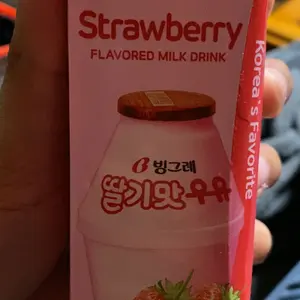 Strawberry
FLAVORED MILK DRINK
빙그레
딸기맛우유
Korea's Favorite